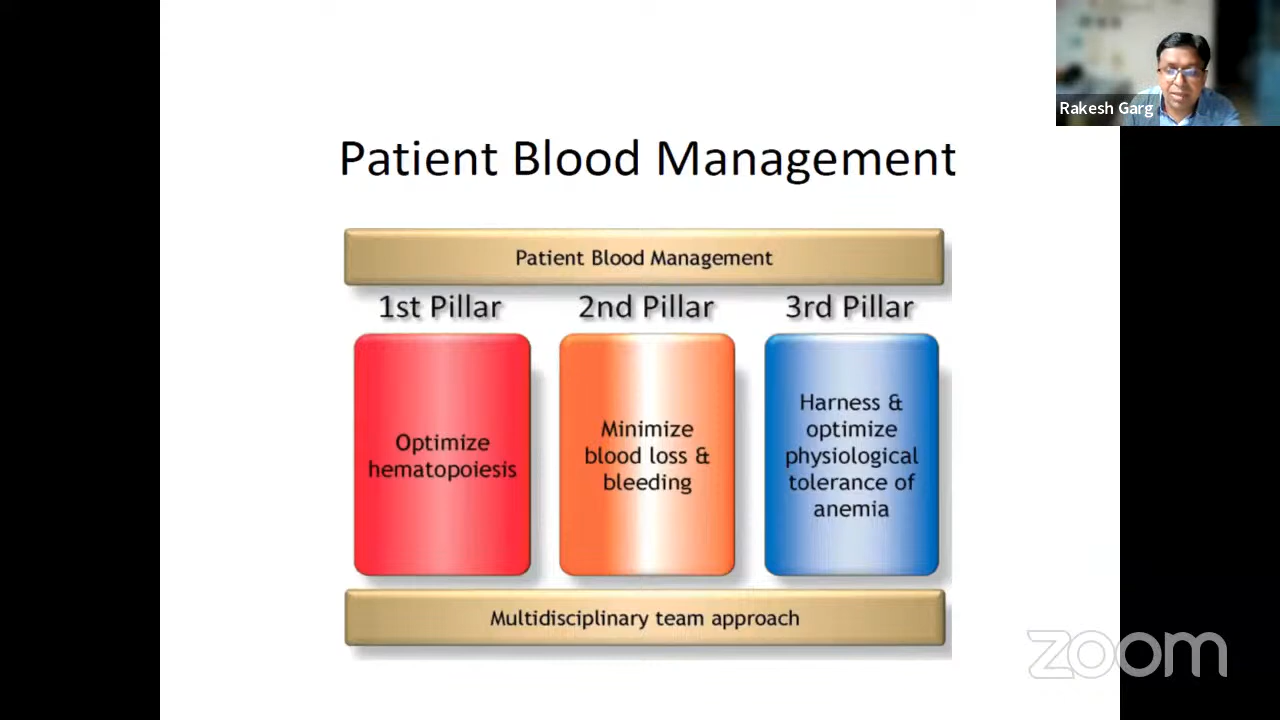 Rakesh Garg
Patient Blood Management
Patient Blood Management
1st Pillar
2nd Pillar
3rd Pillar
Optimize
hematopoiesis
Minimize
blood loss &
bleeding
Harness &
optimize
physiological
tolerance of
anemia
Multidisciplinary team approach
zoom